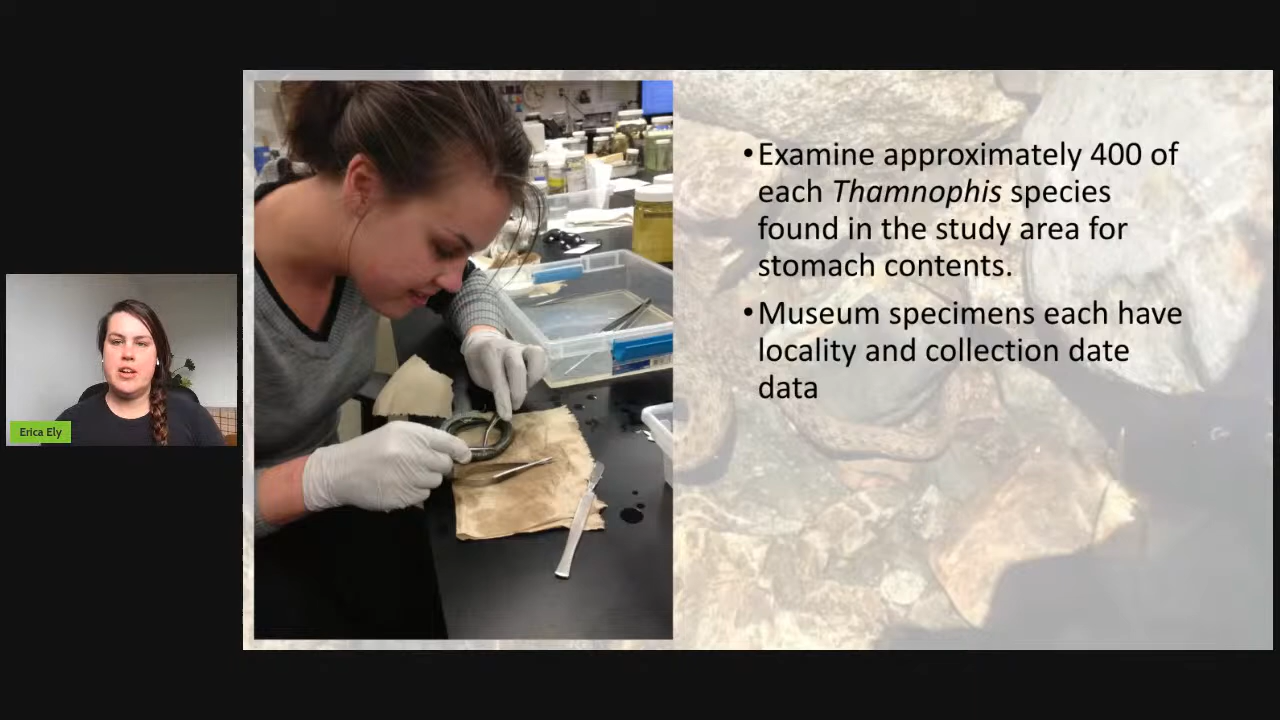 •Examine approximately 400 of
each Thamnophis species
found in the study area for
stomach contents.
•Museum specimens each have
locality and collection date
data
Erica Ely